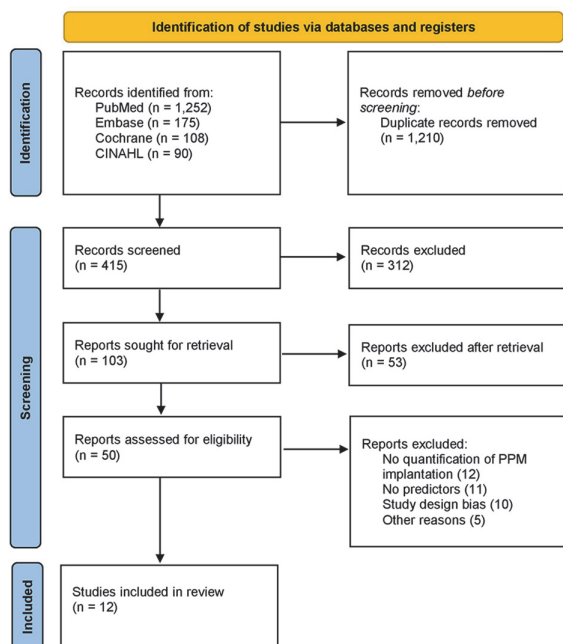 Identification of studies via databases and registers
Identification
Records identified from:
PubMed (n = 1,252)
Embase (n = 175)
Cochrane (n = 108)
CINAHL (n = 90)
Records removed before
screening:
Duplicate records removed
(n = 1,210)
Screening
Records screened
(n = 415)
Records excluded
(n = 312)
Reports sought for retrieval
(n = 103)
Reports excluded after retrieval
(n = 53)
Reports assessed for eligibility
(n = 50)
Reports excluded:
No quantification of PPM
implantation (12)
No predictors (11)
Study design bias (10)
Other reasons (5)
Included
Studies included in review
(n = 12)